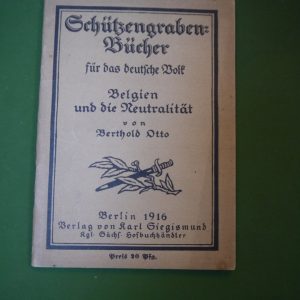 Schützengraben-
Bücher
für das deutsche Volk
Belgien
und die Neutralität
von
Berthold Otto
Berlin 1916
Verlag von Karl Siegismund
Kgl. Sächs. Hofbuchhändler
Preis 20 Pfg.